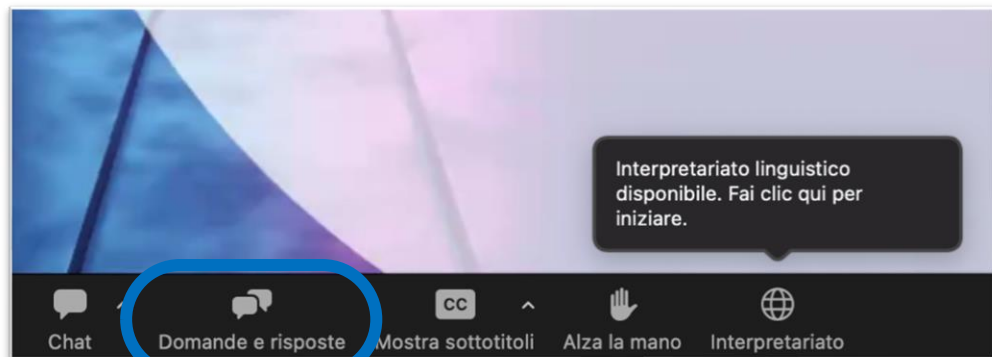 Interpretariato linguistico
disponibile. Fai clic qui per
iniziare.
CC
Chat
Domande e risposte
Mostra sottotitoli
Alza la mano
Interpretariato